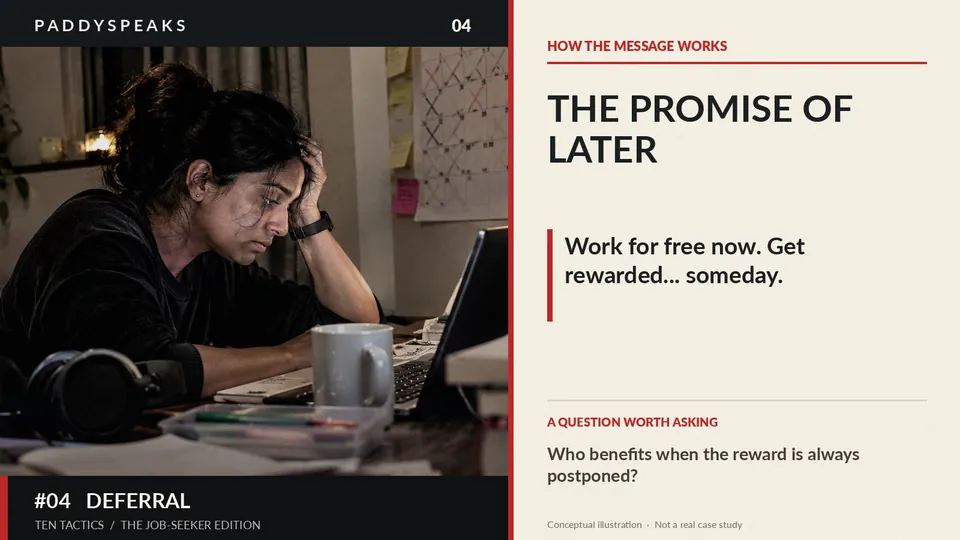 PADDYSPEAKS
04
#04 DEFERRAL
TEN TACTICS / THE JOB-SEEKER EDITION
HOW THE MESSAGE WORKS
THE PROMISE OF
LATER
Work for free now. Get
rewarded... someday.
A QUESTION WORTH ASKING
Who benefits when the reward is always
postponed?
Conceptual illustration · Not a real case study